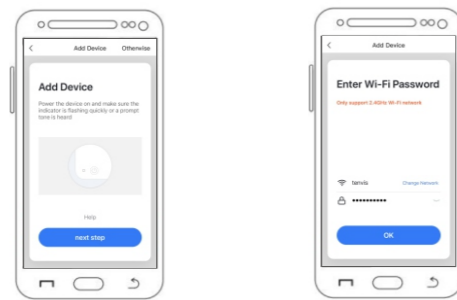 Add Device
Otherwise
Add Device
Power the device on and make sure the
indicator is flashing quickly or a prompt
tone is heard
Help
next step
Add Device
Enter Wi-Fi Password
Only support 2.4GHz Wi-Fi network
tenvis
Change Network
OK